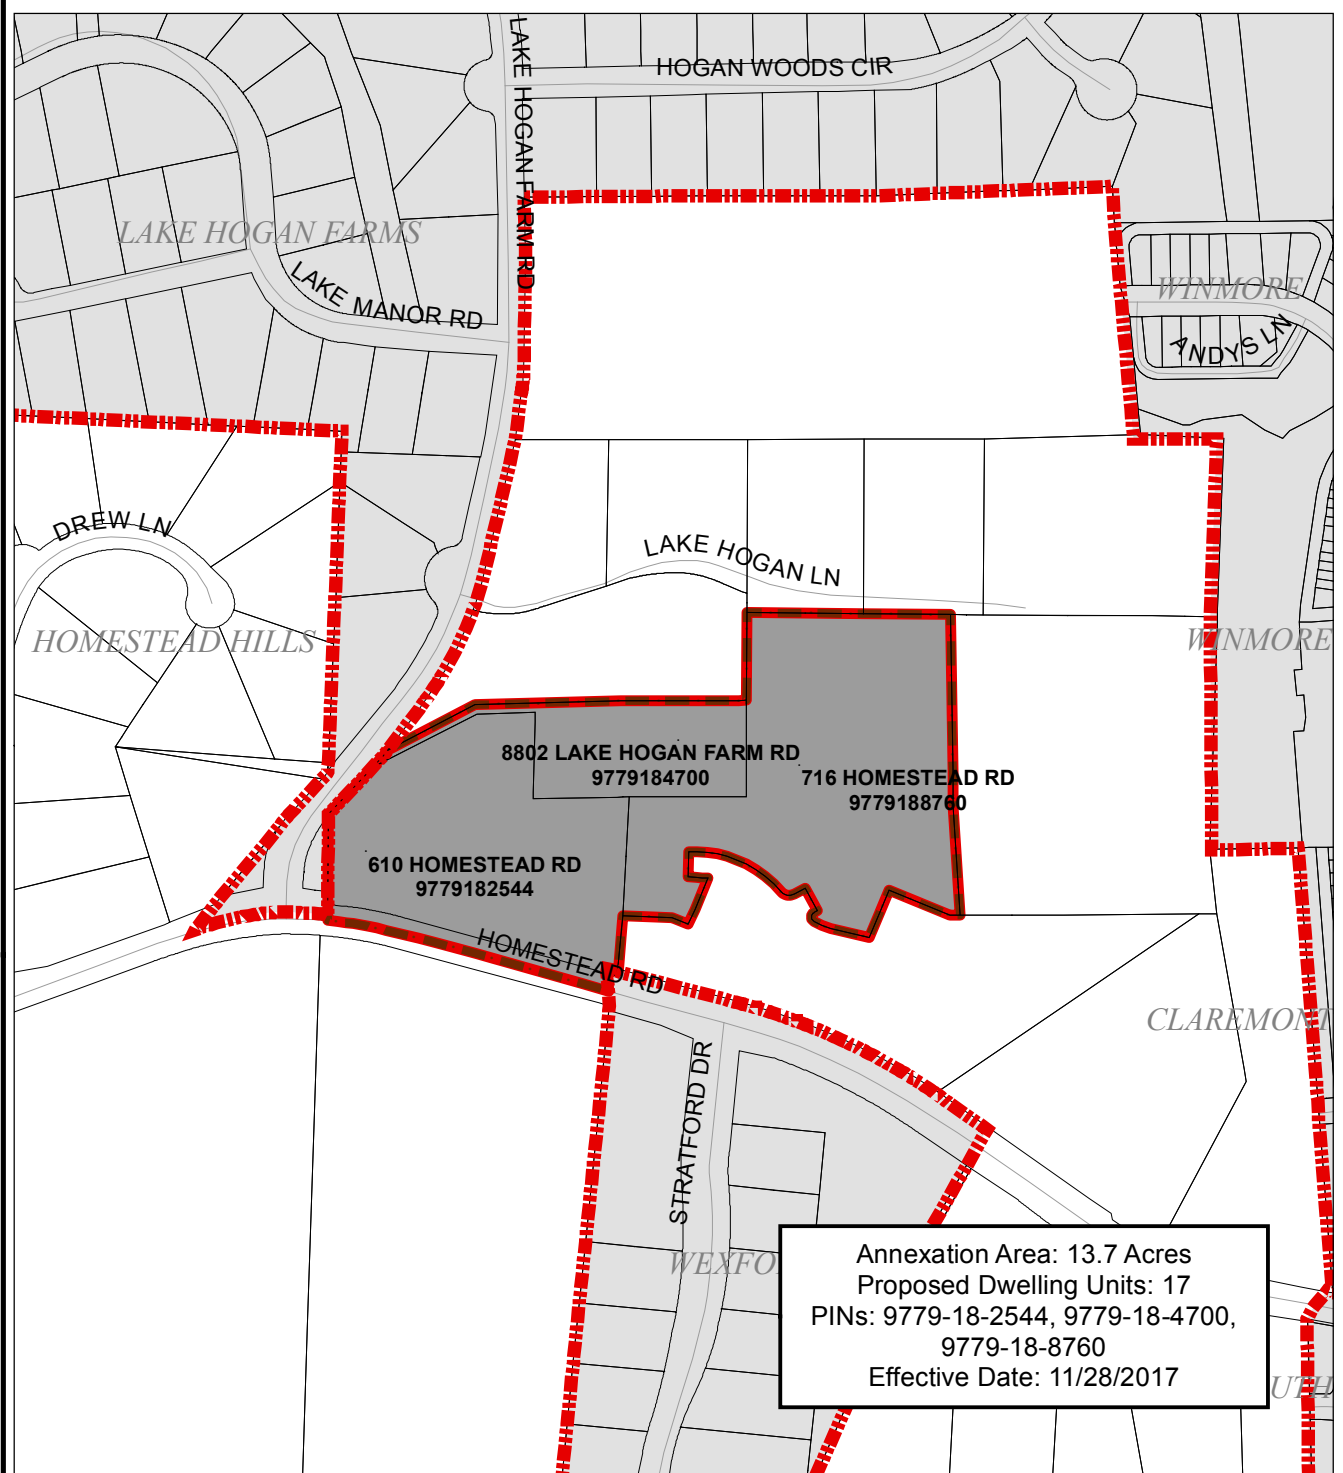 HOGAN WOODS CIR
LAKE HOGAN FARM RD
LAKE HOGAN FARMS
LAKE MANOR RD
WINMORE
ANDYS LN
DREW LN
LAKE HOGAN LN
HOMESTEAD HILLS
WINMORE
8802 LAKE HOGAN FARM RD
9779184700
716 HOMESTEAD RD
9779188760
610 HOMESTEAD RD
9779182544
HOMESTEAD RD
CLAREMONT
STRATFORD DR
WEXFO
Annexation Area: 13.7 Acres
Proposed Dwelling Units: 17
PINs: 9779-18-2544, 9779-18-4700,
9779-18-8760
Effective Date: 11/28/2017
UTH